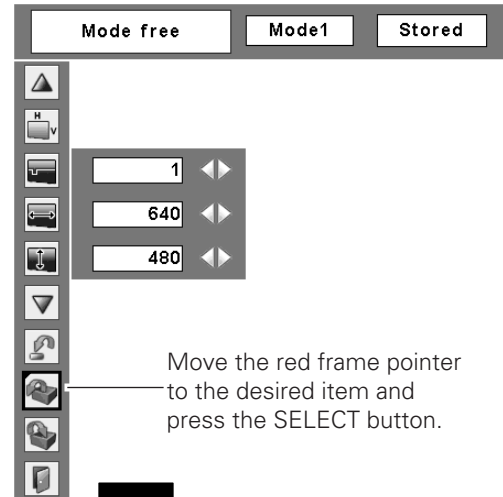 Mode free Mode1 Stored
H
V
1
640
480
Move the red frame pointer
to the desired item and
press the SELECT button.